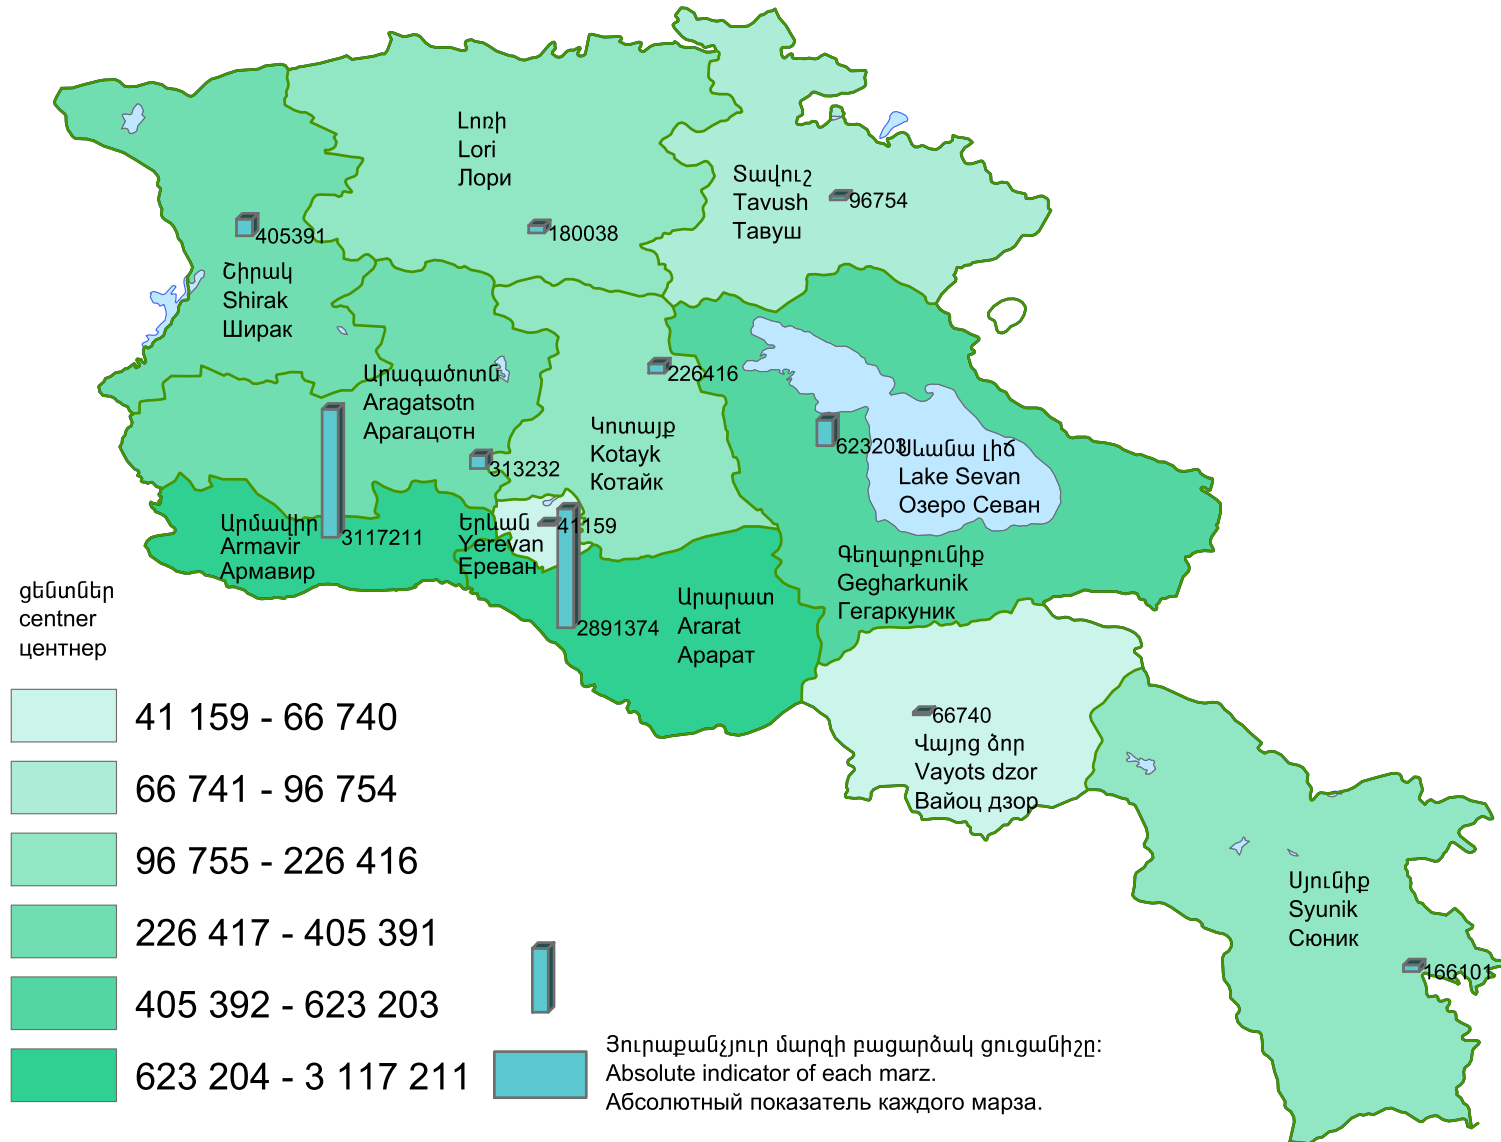 Լոռի
Lori
Лори
180038
Տավուշ
Tavush
Тавуш
96754
405391
Շիրակ
Shirak
Ширак
Արագածոտն
Aragatsotn
Арагацотн
313232
226416
Կոտայք
Kotayk
Котайк
623203
Սևանա լիճ
Lake Sevan
Озеро Севан
Արմավիր
Armavir
Армавир
3117211
Երևան
Yerevan
Ереван
41159
Գեղարքունիք
Gegharkunik
Гегаркуник
2891374
Արարատ
Ararat
Арарат
66740
Վայոց ձոր
Vayots dzor
Вайоц дзор
Սյունիք
Syunik
Сюник
166101
ցենտներ
centner
центнер
41 159 - 66 740
66 741 - 96 754
96 755 - 226 416
226 417 - 405 391
405 392 - 623 203
623 204 - 3 117 211
Յուրաքանչյուր մարզի բացարձակ ցուցանիշը:
Absolute indicator of each marz.
Абсолютный показатель каждого марза.